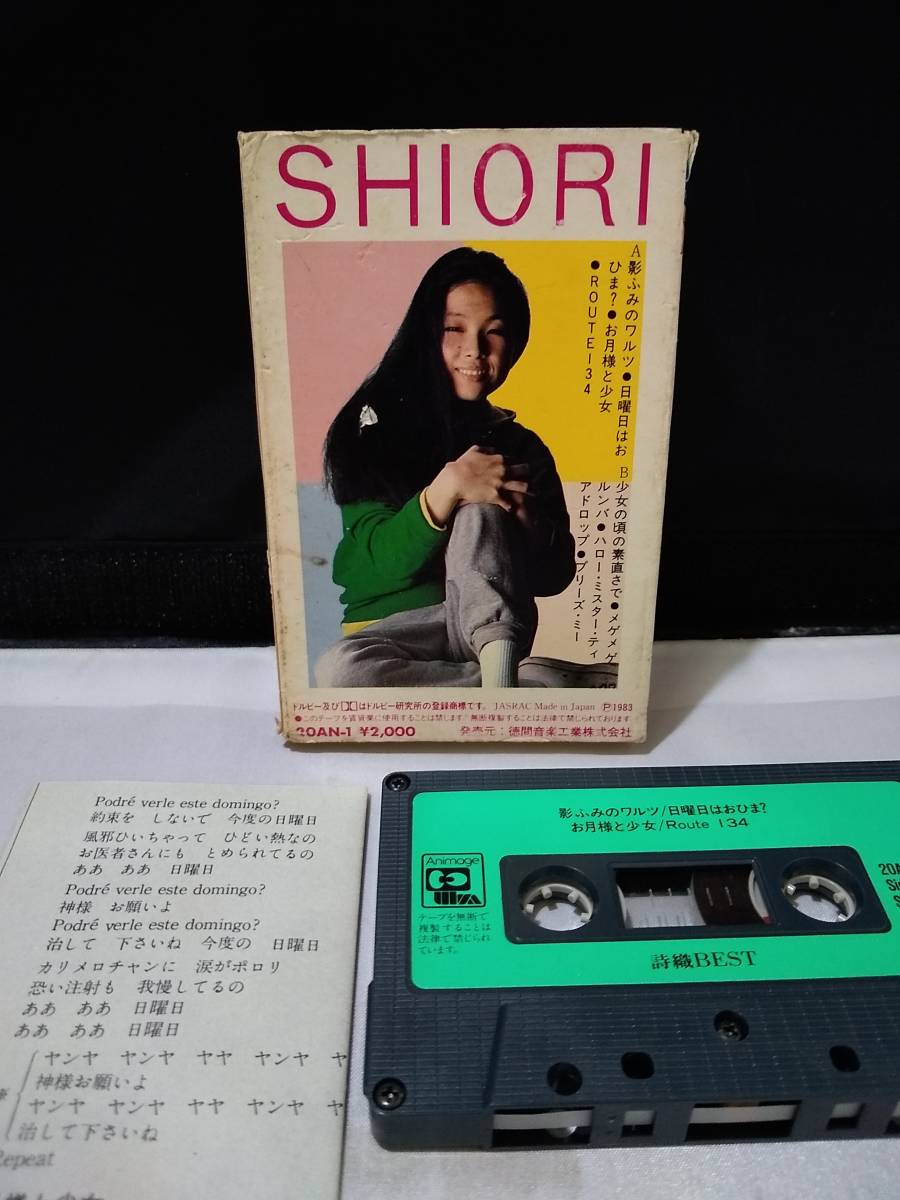 SHIORI
A影ふみのワルツ●日曜日はお
ひま?●お月様と少女
●ROUTE134
B少女の頃の素直さで●メゲメゲ
ルンバ●ハロー・ミスター・ティ
アドロップ●プリーズ・ミー
ドルビー及びはドルビー研究所の登録商標です。 JASRAC Made in Japan Ⓟ1983
●このテープを賃貸業に使用することは禁じます。無断複製することは法律で禁じられております。
20AN-1 ¥2,000 発売元:徳間音楽工業株式会社
Podré verle este domingo?
約束を しないで 今度の日曜日
風邪ひいちゃって ひどい熱なの
お医者さんにも とめられてるの
ああ ああ 日曜日
Podré verle este domingo?
神様 お願いよ
Podré verle este domingo?
治して 下さいね 今度の 日曜日
カリメロチャンに 涙がポロリ
恐い注射も 我慢してるの
ああ ああ 日曜日
ああ ああ 日曜日
ヤンヤ ヤンヤ ヤヤ ヤンヤ ヤ
神様お願いよ
ヤンヤ ヤンヤ ヤヤ ヤンヤ ヤ
治して下さいね
Repeat
影ふみのワルツ/日曜日はおひま?
お月様と少女/Route 134
Animage
テープを無断で
複製することは
法律で禁じられ
ています。
20A
詩織BEST